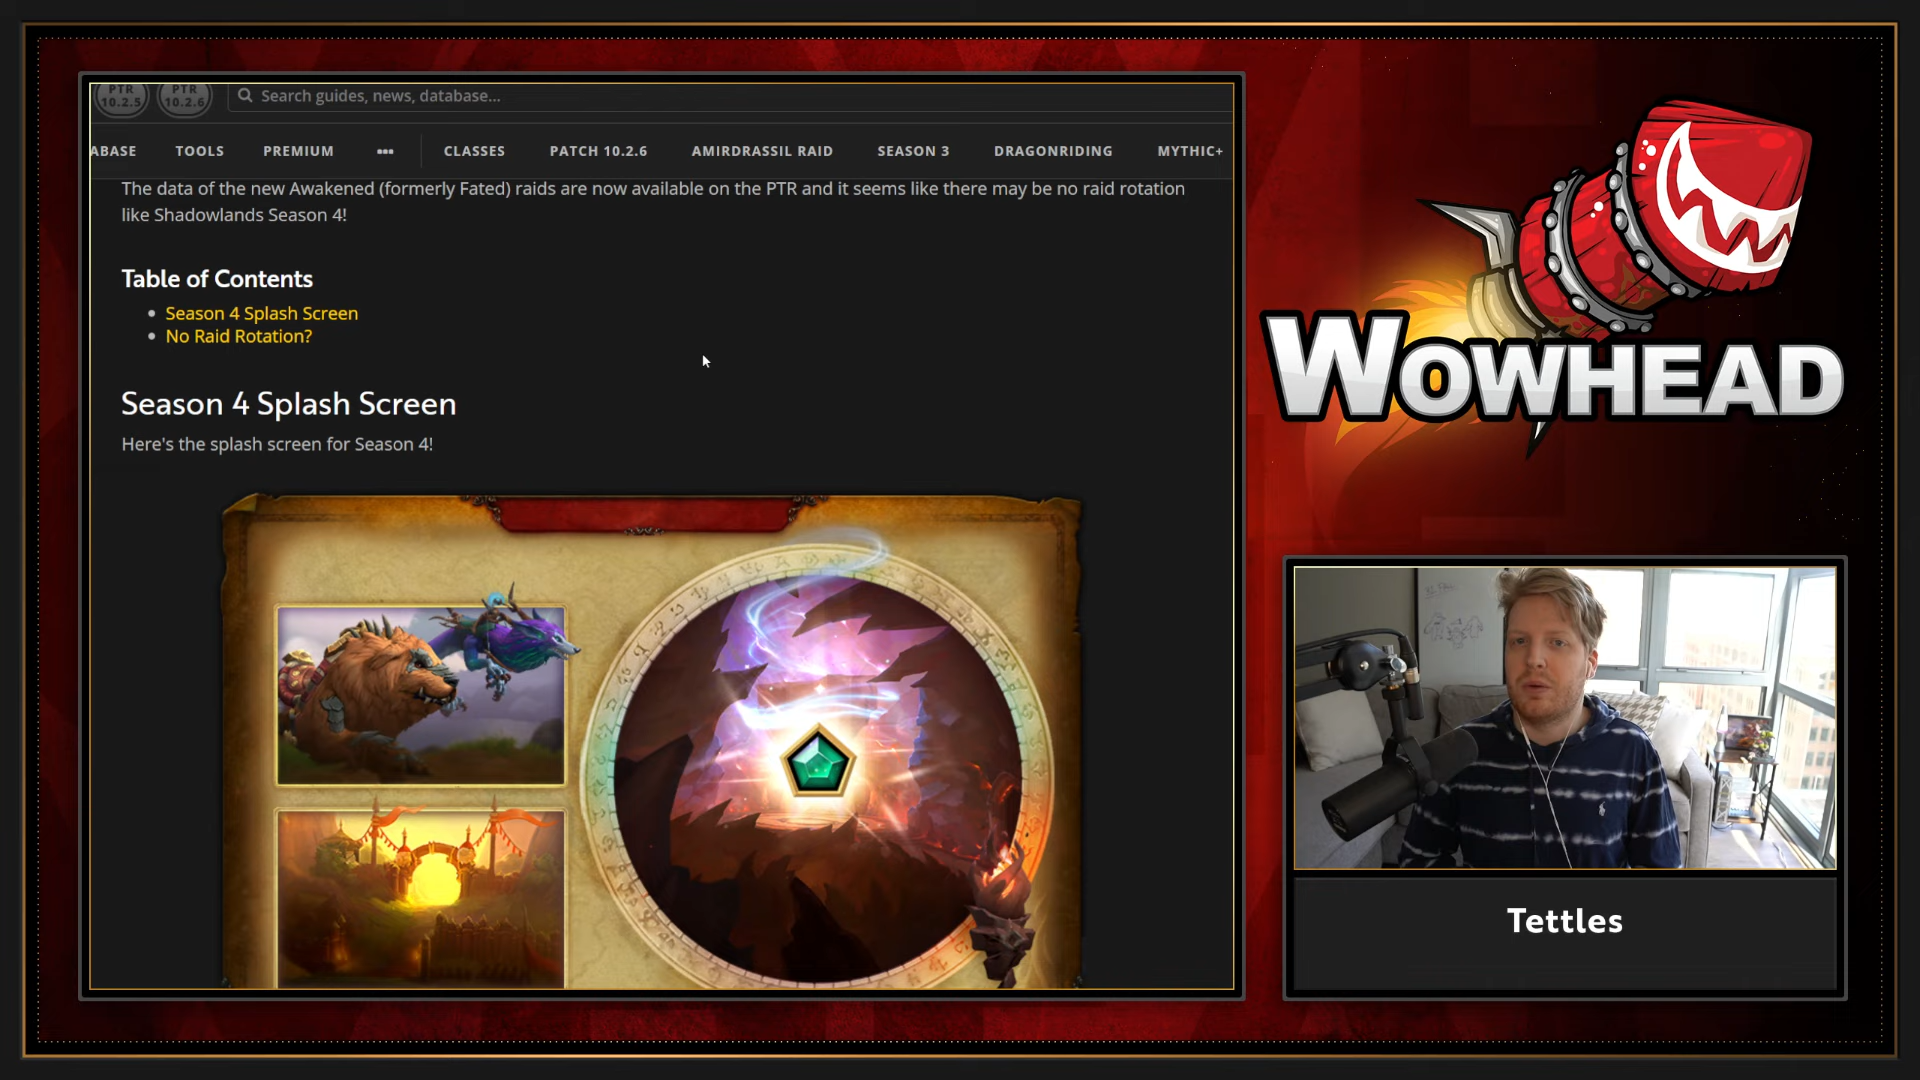 PTR
10.2.5
PTR
10.2.6
Search guides, news, database...
ABASE
TOOLS
PREMIUM
•••
CLASSES
PATCH 10.2.6
AMIRDRASSIL RAID
SEASON 3
DRAGONRIDING
MYTHIC+
The data of the new Awakened (formerly Fated) raids are now available on the PTR and it seems like there may be no raid rotation
like Shadowlands Season 4!
Table of Contents
• Season 4 Splash Screen
• No Raid Rotation?
Season 4 Splash Screen
Here's the splash screen for Season 4!
WOWHEAD
Tettles